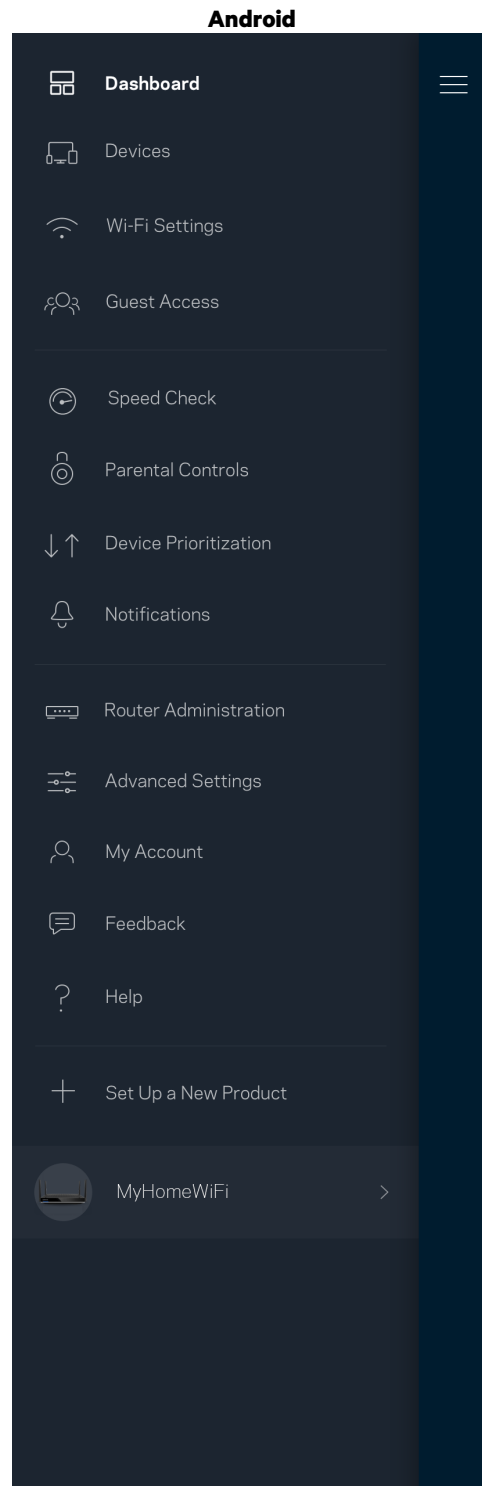 Android
Dashboard
Devices
Wi-Fi Settings
Guest Access
Speed Check
Parental Controls
Device Prioritization
Notifications
Router Administration
Advanced Settings
My Account
Feedback
Help
Set Up a New Product
MyHomeWiFi